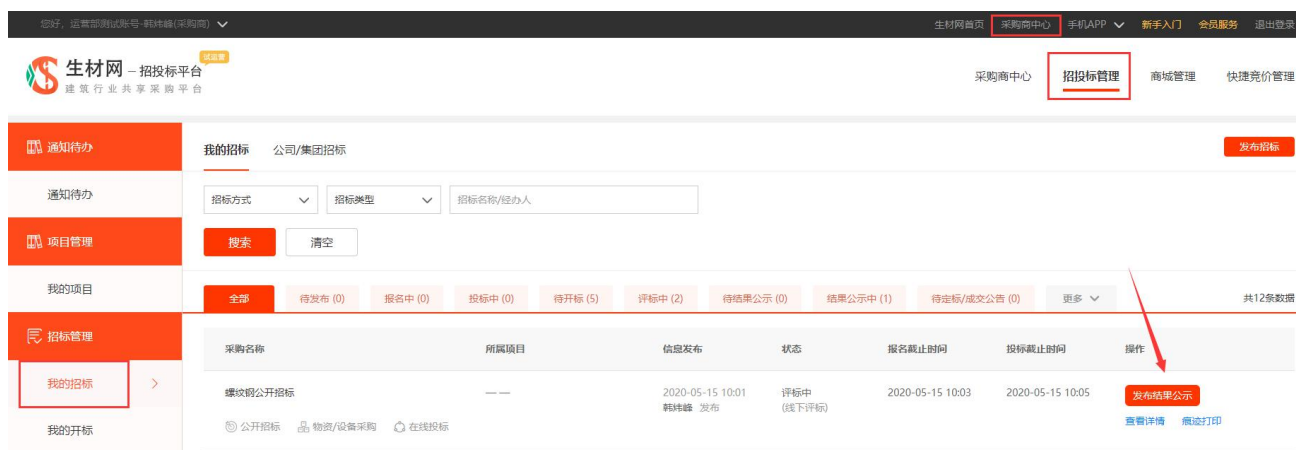 您好，运营部测试账号-韩炜峰(采购商)
生材网首页 采购商中心 手机APP 新手入门 会员服务 退出登录
生材网 – 招投标平台 试运营
建筑行业共享采购平台
采购商中心 招投标管理 商城管理 快捷竞价管理
通知待办
我的招标 公司/集团招标
发布招标
通知待办
招标方式 招标类型 招标名称/经办人
项目管理
搜索 清空
我的项目
全部 待发布 (0) 报名中 (0) 投标中 (0) 待开标 (5) 评标中 (2) 待结果公示 (0) 结果公示中 (1) 待定标/成交公告 (0) 更多 共12条数据
招标管理
采购名称 所属项目 信息发布 状态 报名截止时间 投标截止时间 操作
我的招标
螺纹钢公开招标 — — 2020-05-15 10:01 评标中 2020-05-15 10:03 2020-05-15 10:05 发布结果公示
韩炜峰 发布 (线下评标)
公开招标 物资/设备采购 在线投标
查看详情 痕迹打印
我的开标